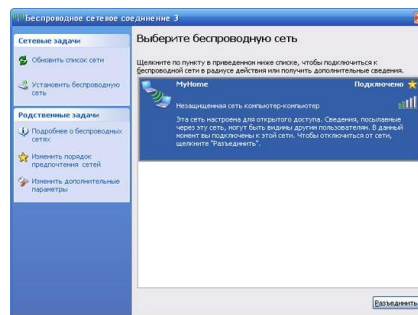 Беспроводное сетевое соединение 3
Сетевые задачи
Обновить список сети
Установить беспроводную
сеть
Родственные задачи
Подробнее о беспроводных
сетях
Изменить порядок
предпочтения сетей
Изменить дополнительные
параметры
Выберите беспроводную сеть
Щелкните по пункту в приведенном ниже списке, чтобы подключиться к
беспроводной сети в радиусе действия или получить дополнительные сведения.
MyHome Подключено
Незащищенная сеть компьютер-компьютер
Эта сеть настроена для открытого доступа. Сведения, посылаемые
через эту сеть, могут быть видины другим пользователям. В данный
момент вы подключены к этой сети. Чтобы отключиться от сети,
щелкните "Разъединить".
Разъединить